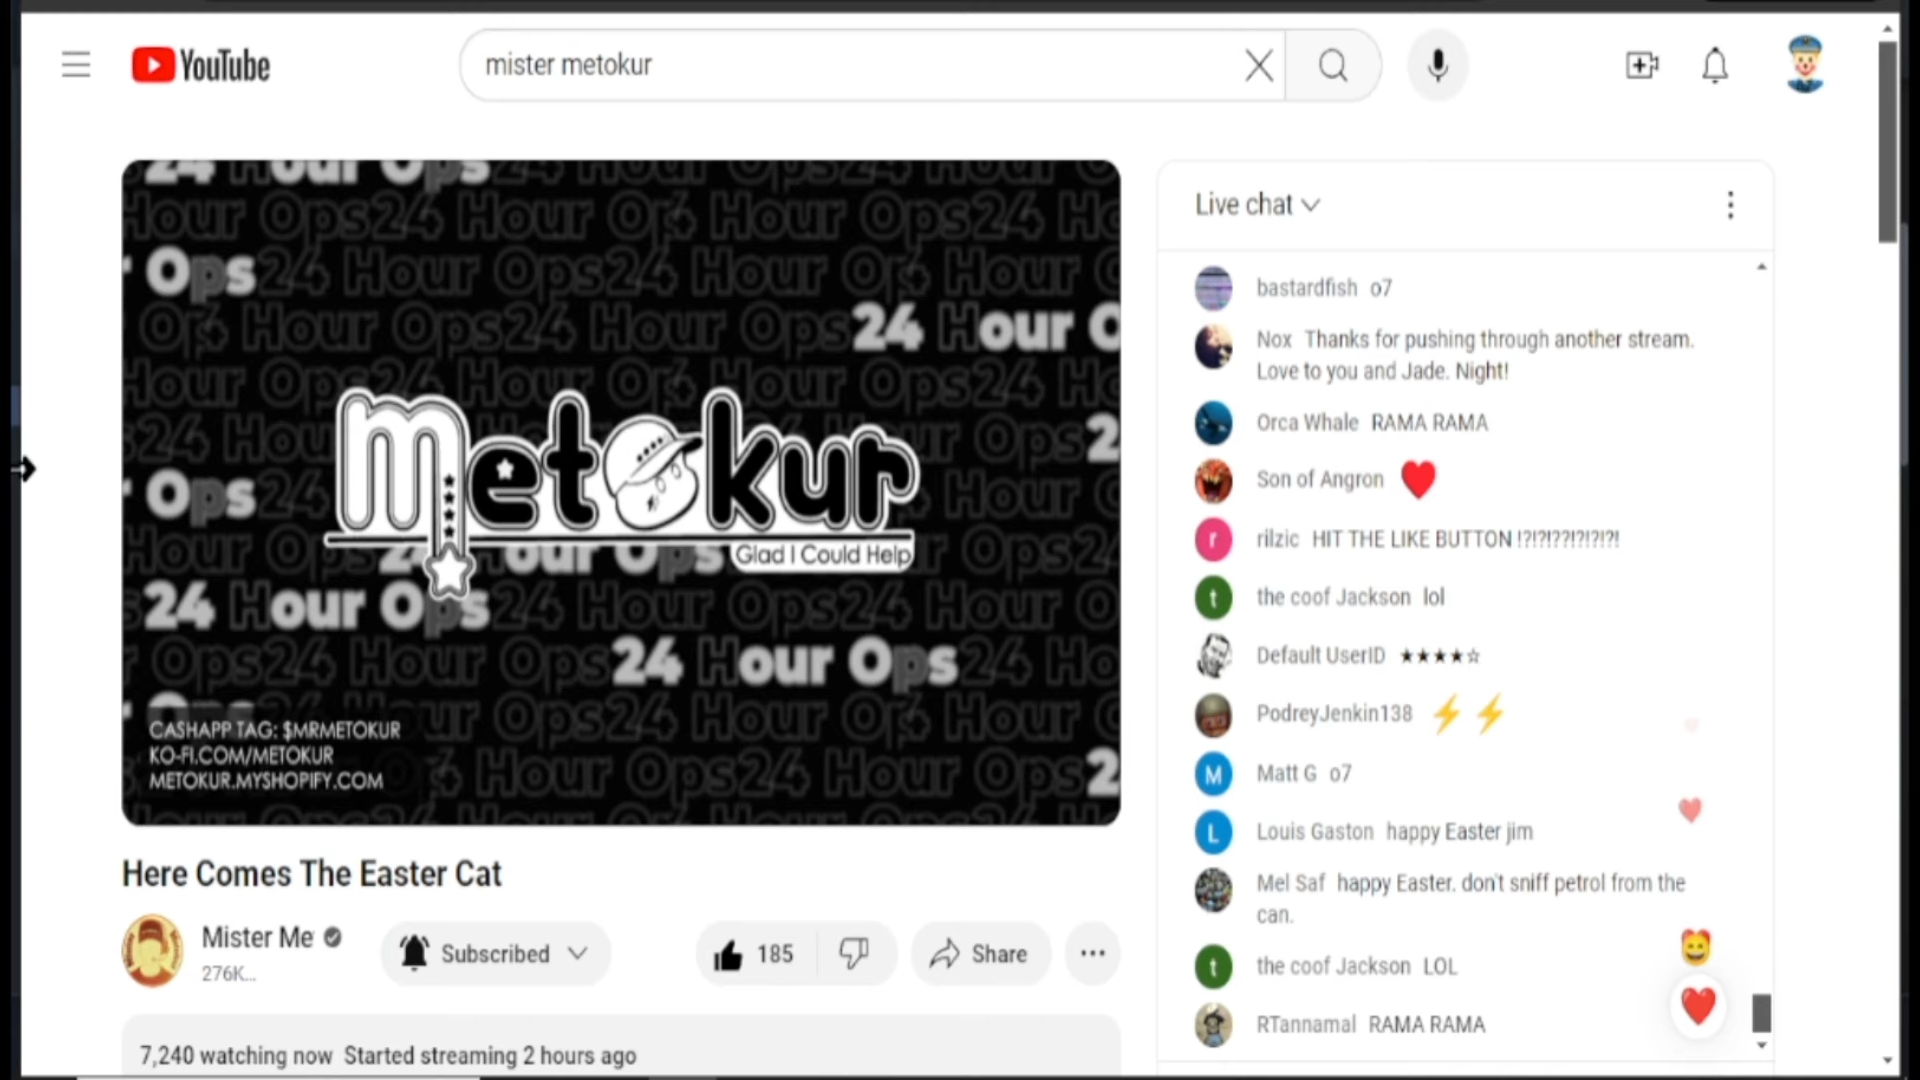 YouTube
mister metokur
24 Hour Ops
Metokur
Glad I Could Help
CASHAPP TAG: $MRMETOKUR
KO-FI.COM/METOKUR
METOKUR.MYSHOPIFY.COM
Here Comes The Easter Cat
Mister Me
276K...
Subscribed
185
Share
7,240 watching now Started streaming 2 hours ago
Live chat
bastardfish o7
Nox Thanks for pushing through another stream.
Love to you and Jade. Night!
Orca Whale RAMA RAMA
Son of Angron
r
rilzic HIT THE LIKE BUTTON !?!?!??!?!?!?!
t
the coof Jackson lol
Default UserID ★★★★☆
PodreyJenkin138
M
Matt G o7
L
Louis Gaston happy Easter jim
Mel Saf happy Easter. don't sniff petrol from the
can.
t
the coof Jackson LOL
RTannamal RAMA RAMA